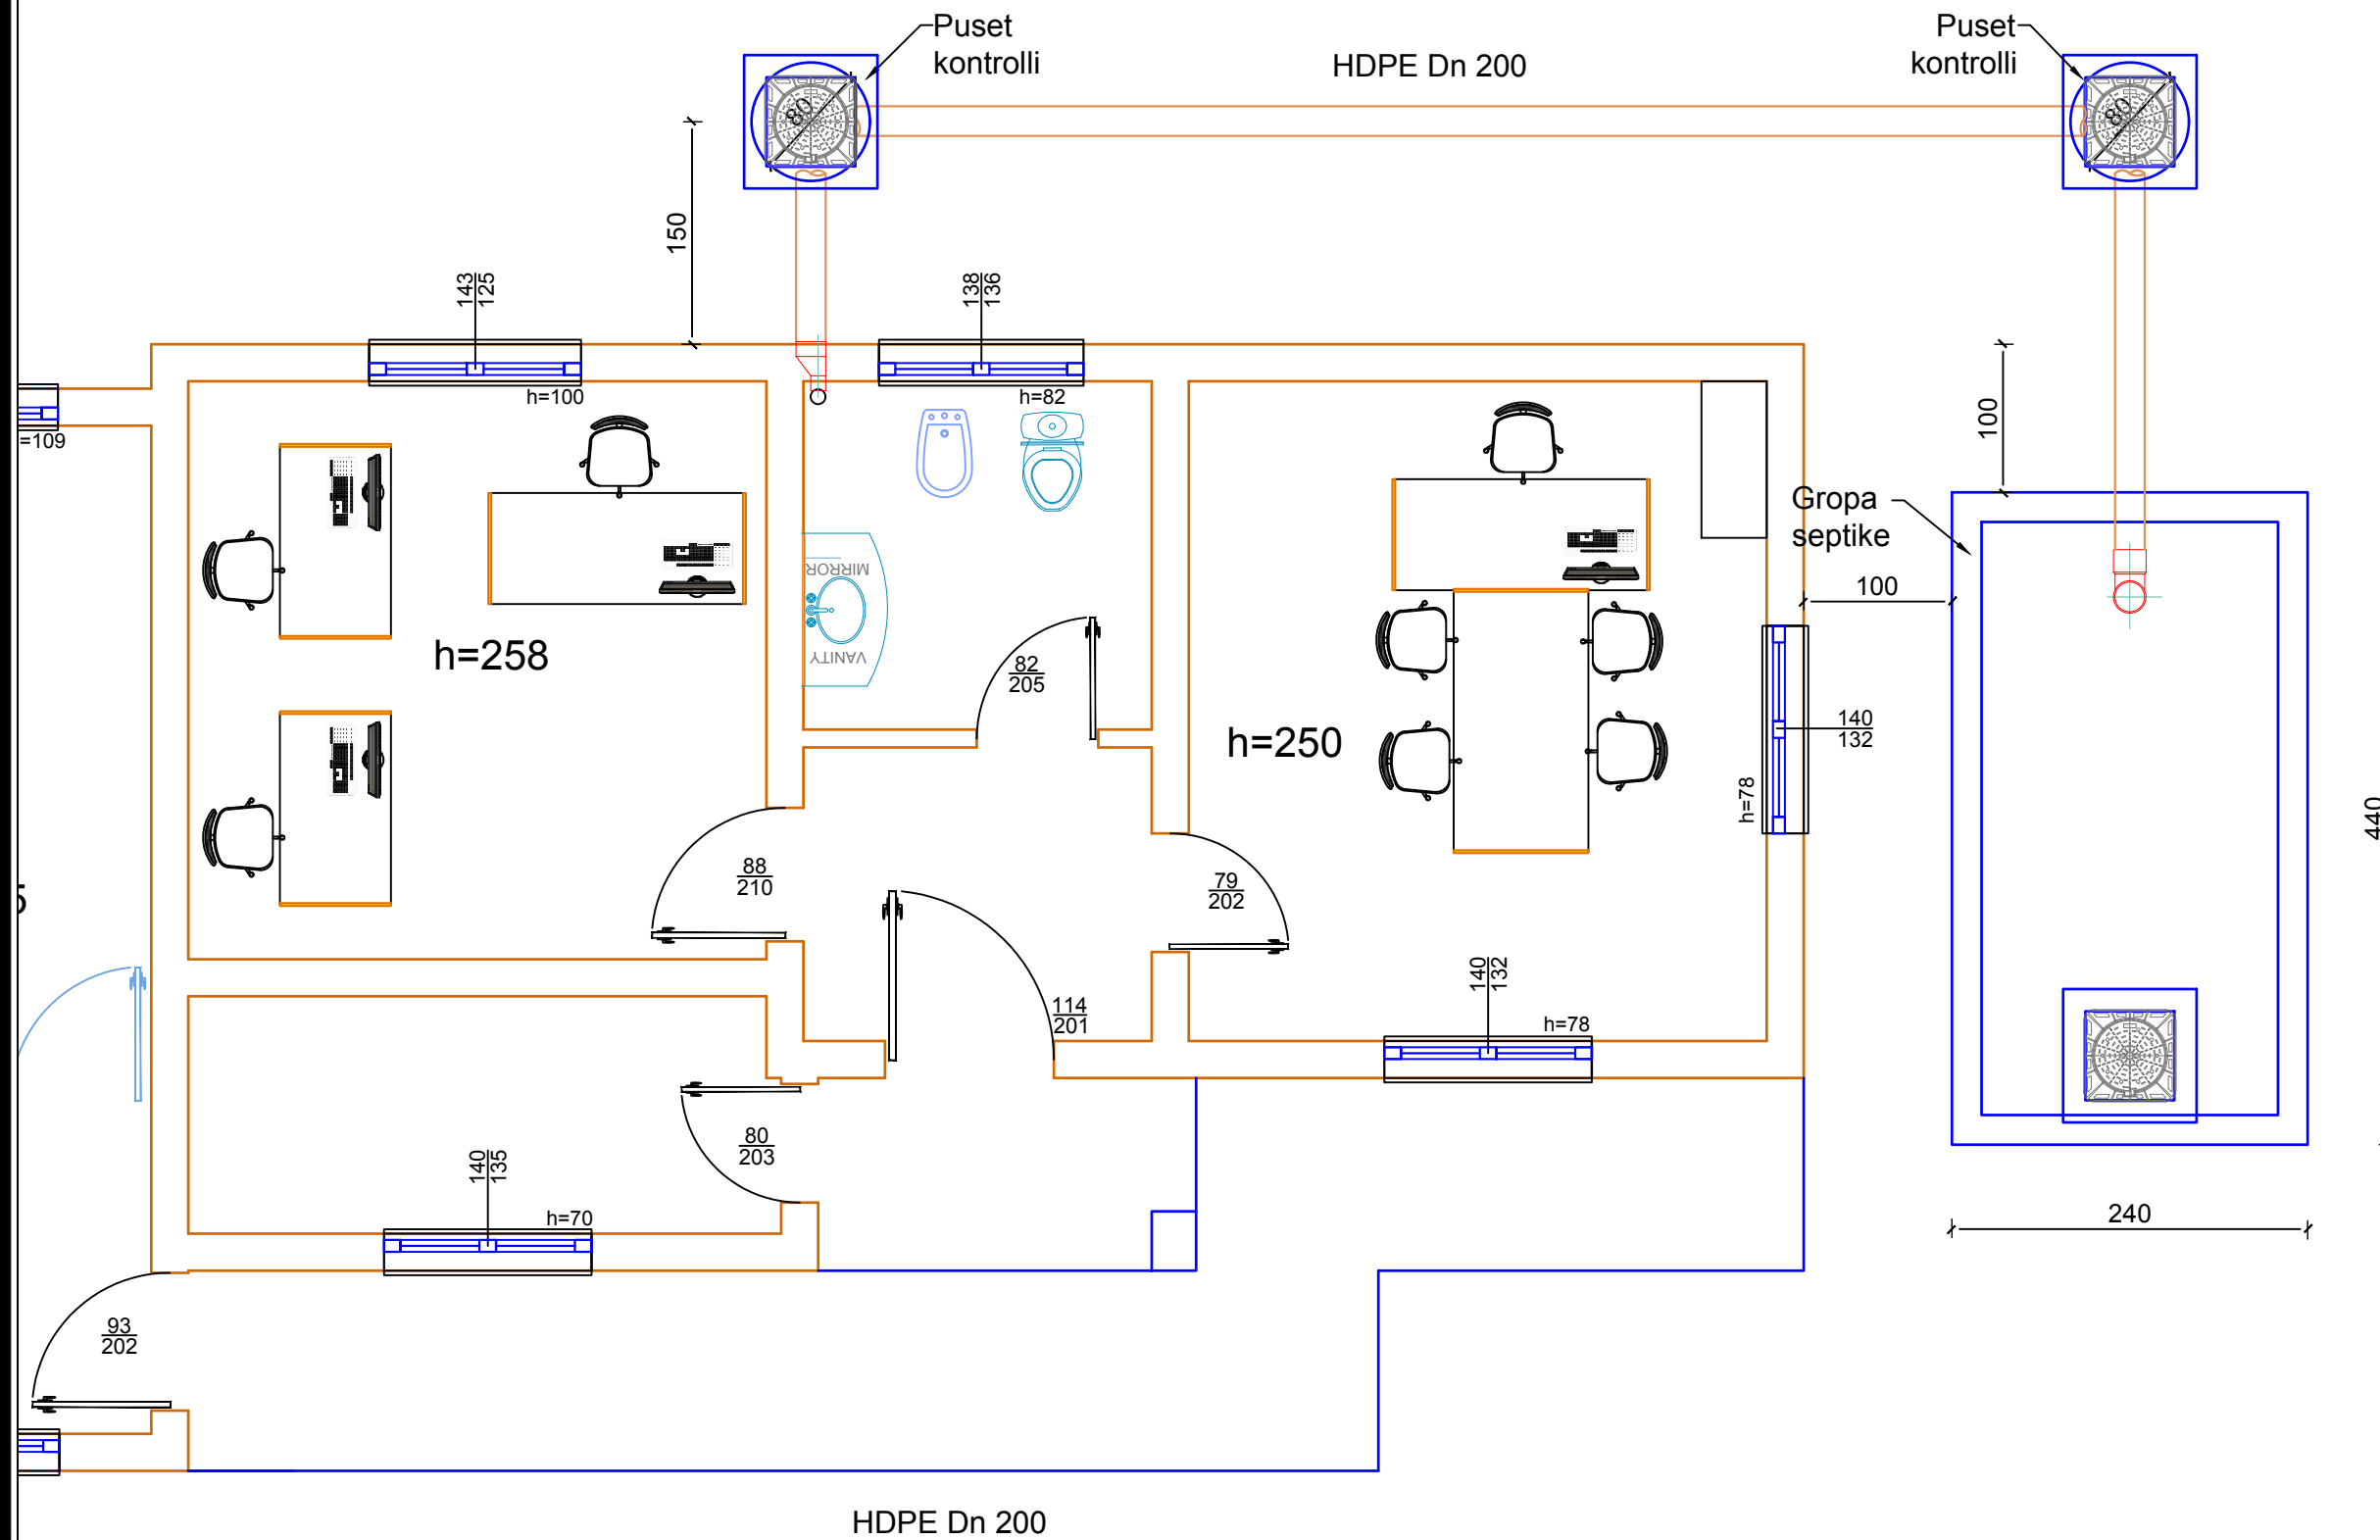 Puset
kontrolli
HDPE Dn 200
Puset
kontrolli
80
80
150
143
125
138
136
h=100
h=82
=109
100
Gropa
septike
100
MIRROR
VANITY
h=258
82
205
h=250
140
132
h=78
440
88
210
79
202
114
201
140
132
h=78
80
203
140
135
h=70
240
93
202
HDPE Dn 200